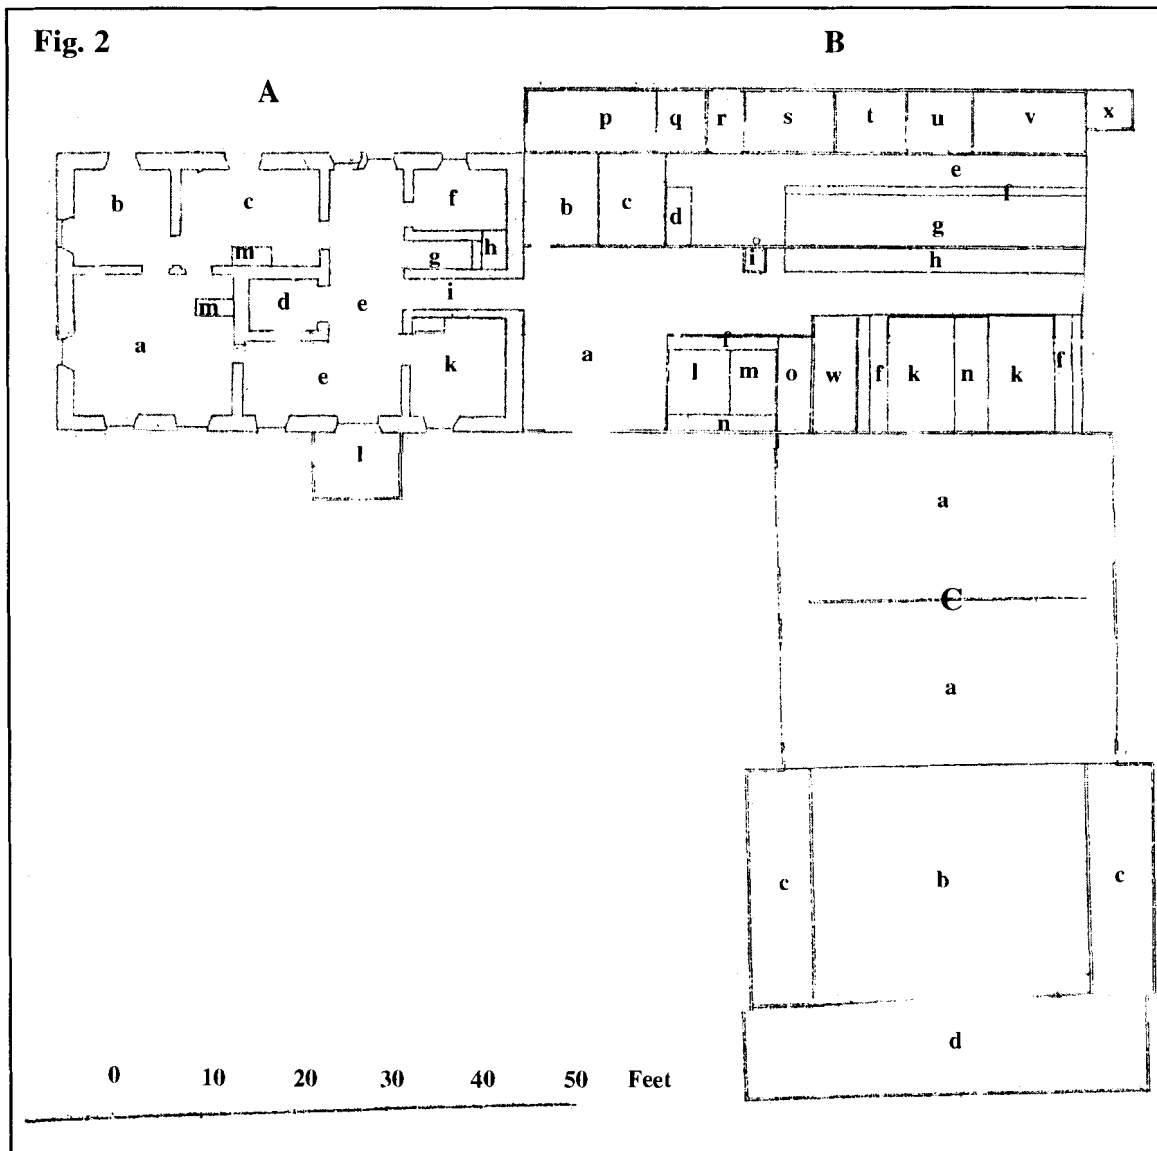 Fig. 2
A
B
p q r s t u v x
b c f
b c d e
f
g
m g h i h
m d e i
a e k a
f l m o w f k n k f
n
l
a
C
a
c b c
d
0 10 20 30 40 50 Feet